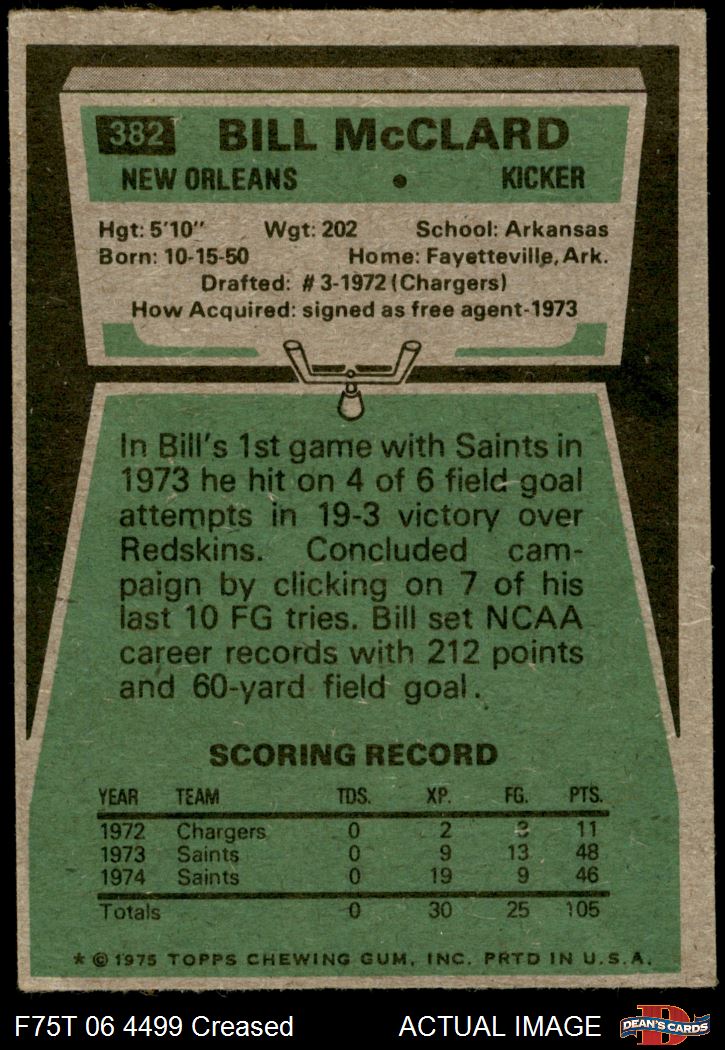 382 BILL McCLARD
NEW ORLEANS • KICKER
Hgt: 5'10" Wgt: 202 School: Arkansas
Born: 10-15-50 Home: Fayetteville, Ark.
Drafted: #3-1972 (Chargers)
How Acquired: signed as free agent-1973
In Bill's 1st game with Saints in
1973 he hit on 4 of 6 field goal
attempts in 19-3 victory over
Redskins. Concluded cam-
paign by clicking on 7 of his
last 10 FG tries. Bill set NCAA
career records with 212 points
and 60-yard field goal.
SCORING RECORD
YEAR TEAM TDS. XP. FG. PTS.
1972 Chargers 0 2 3 11
1973 Saints 0 9 13 48
1974 Saints 0 19 9 46
Totals 0 30 25 105
* © 1975 TOPPS CHEWING GUM, INC. PRTD IN U.S.A.
F75T 06 4499 Creased ACTUAL IMAGE D DEAN'S CARDS